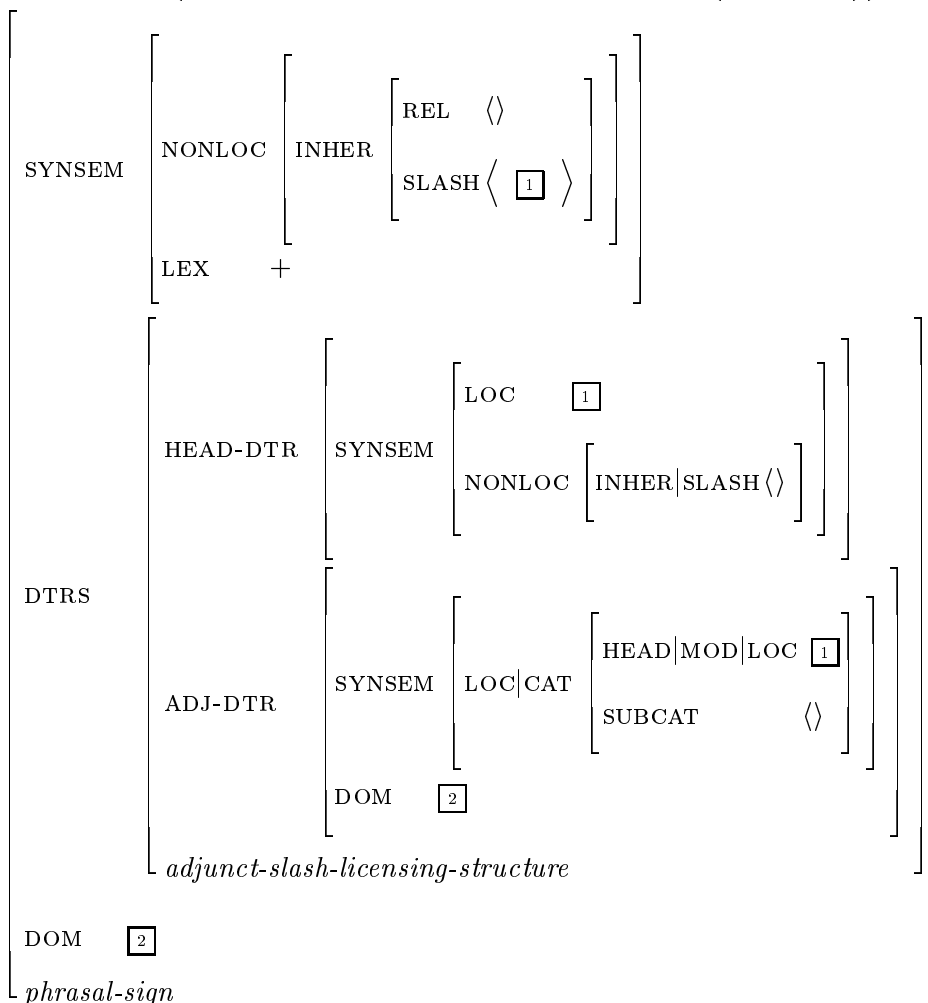 REL ⟨⟩
NONLOC INHER
SYNSEM
SLASH ⟨ 1 ⟩
LEX +
LOC 1
HEAD-DTR SYNSEM
NONLOC INHER|SLASH ⟨⟩
DTRS
HEAD|MOD|LOC 1
SYNSEM LOC|CAT
ADJ-DTR
SUBCAT ⟨⟩
DOM 2
adjunct-slash-licensing-structure
DOM 2
phrasal-sign